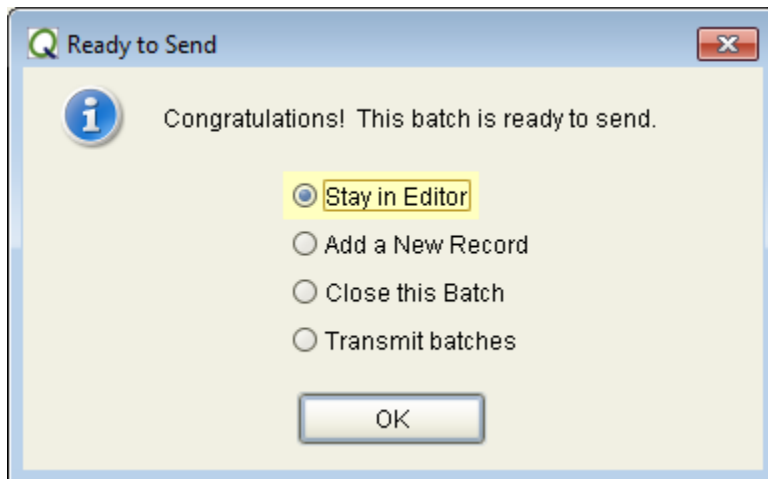 Ready to Send
Congratulations! This batch is ready to send.
Stay in Editor
Add a New Record
Close this Batch
Transmit batches
OK